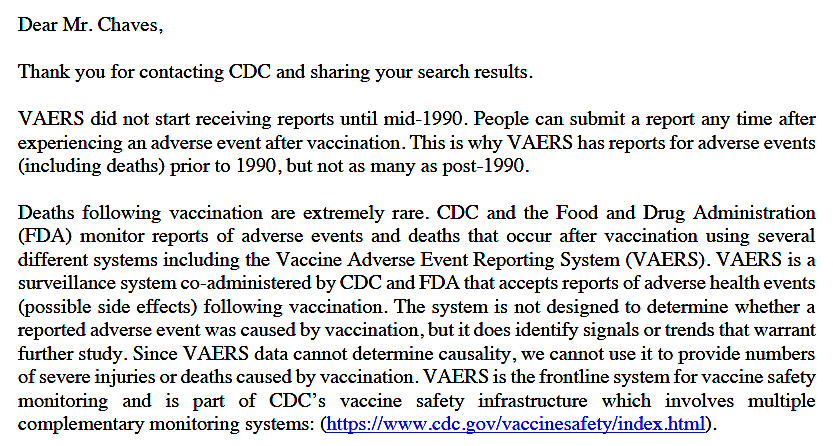 Dear Mr. Chaves,
Thank you for contacting CDC and sharing your search results.
VAERS did not start receiving reports until mid-1990. People can submit a report any time after
experiencing an adverse event after vaccination. This is why VAERS has reports for adverse events
(including deaths) prior to 1990, but not as many as post-1990.
Deaths following vaccination are extremely rare. CDC and the Food and Drug Administration
(FDA) monitor reports of adverse events and deaths that occur after vaccination using several
different systems including the Vaccine Adverse Event Reporting System (VAERS). VAERS is a
surveillance system co-administered by CDC and FDA that accepts reports of adverse health events
(possible side effects) following vaccination. The system is not designed to determine whether a
reported adverse event was caused by vaccination, but it does identify signals or trends that warrant
further study. Since VAERS data cannot determine causality, we cannot use it to provide numbers
of severe injuries or deaths caused by vaccination. VAERS is the frontline system for vaccine safety
monitoring and is part of CDC’s vaccine safety infrastructure which involves multiple
complementary monitoring systems: (https://www.cdc.gov/vaccinesafety/index.html).